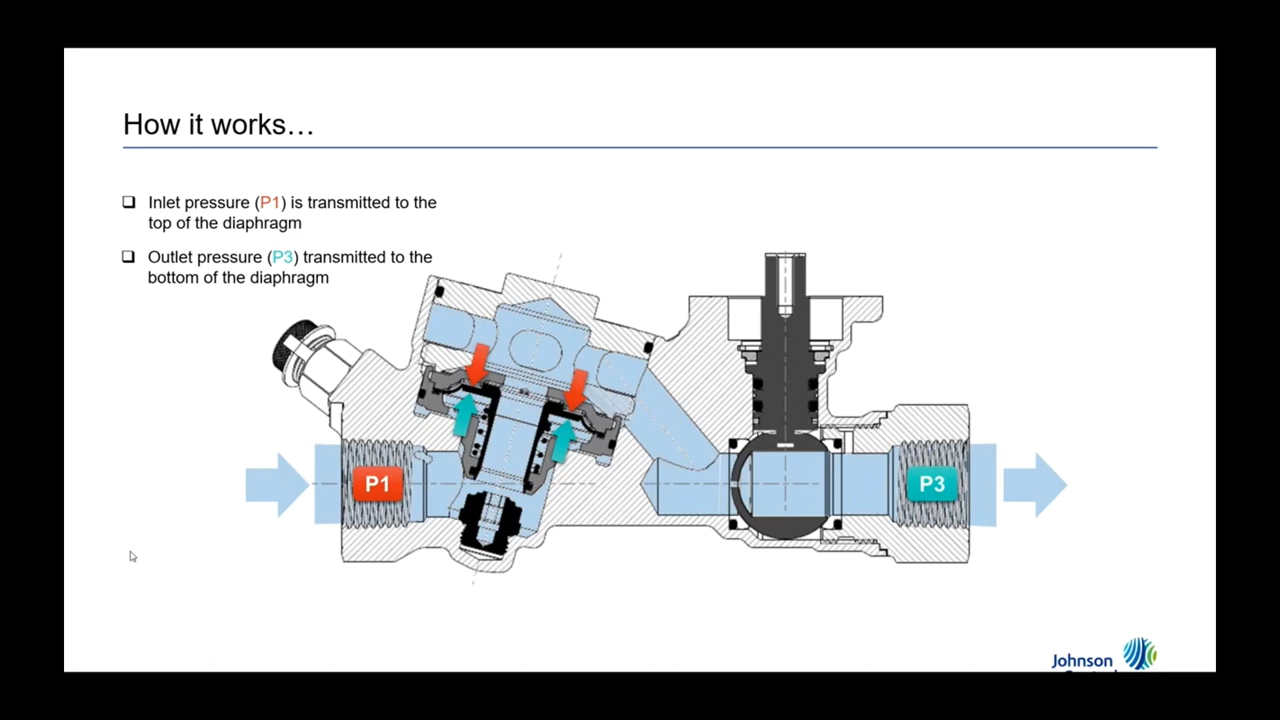 How it works…
Inlet pressure (P1) is transmitted to the
top of the diaphragm
Outlet pressure (P3) transmitted to the
bottom of the diaphragm
P1
P3
Johnson